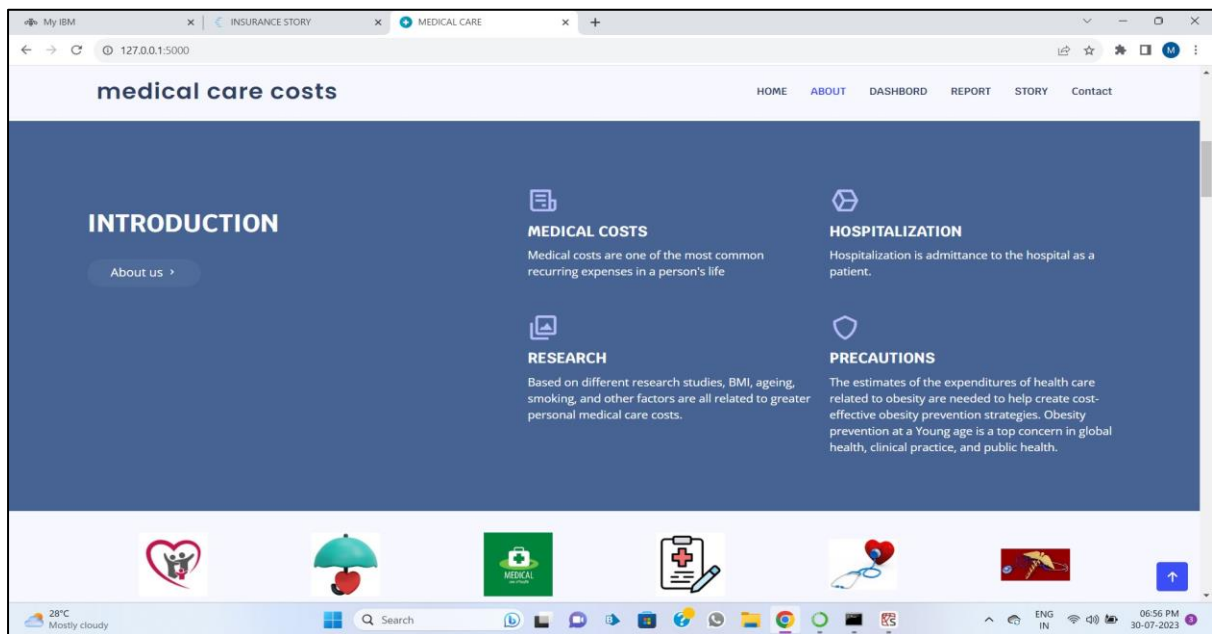 My IBM
INSURANCE STORY
MEDICAL CARE
127.0.0.1:5000
M
medical care costs
HOME ABOUT DASHBORD REPORT STORY Contact
INTRODUCTION
About us
MEDICAL COSTS
Medical costs are one of the most common
recurring expenses in a person's life
HOSPITALIZATION
Hospitalization is admittance to the hospital as a
patient.
RESEARCH
Based on different research studies, BMI, ageing,
smoking, and other factors are all related to greater
personal medical care costs.
PRECAUTIONS
The estimates of the expenditures of health care
related to obesity are needed to help create cost-
effective obesity prevention strategies. Obesity
prevention at a Young age is a top concern in global
health, clinical practice, and public health.
MEDICAL
28°C
Mostly cloudy
Search
ENG
IN
06:56 PM
30-07-2023
3